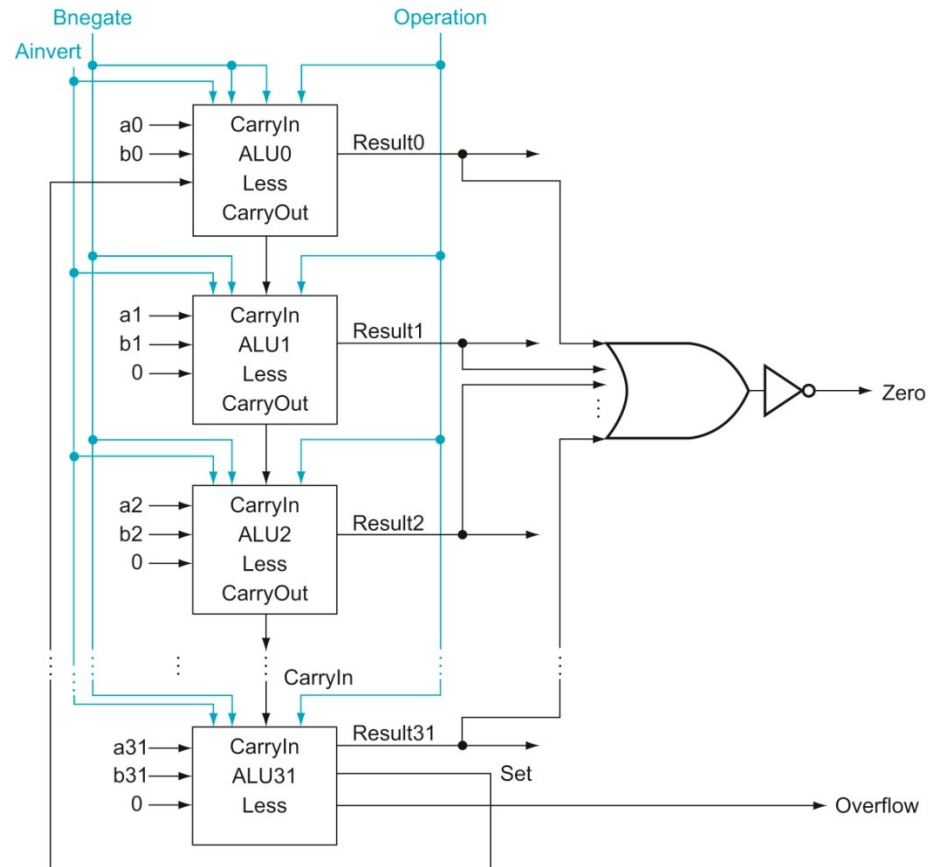 Bnegate
Operation
Ainvert
a0
b0
CarryIn
ALU0
Less
CarryOut
Result0
a1
b1
0
CarryIn
ALU1
Less
CarryOut
Result1
Zero
a2
b2
0
CarryIn
ALU2
Less
CarryOut
Result2
CarryIn
a31
b31
0
CarryIn
ALU31
Less
Result31
Set
Overflow